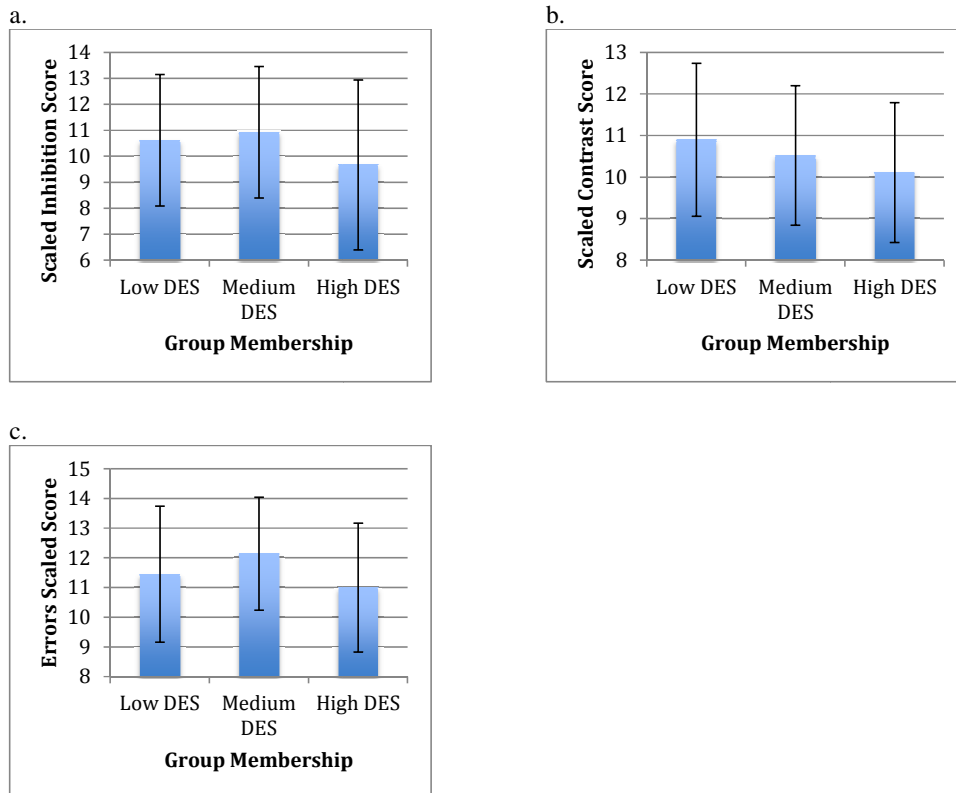 a.
Scaled Inhibition Score
14
13
12
11
10
9
8
7
6
Low DES
Medium
DES
High DES
Group Membership
b.
Scaled Contrast Score
13
12
11
10
9
8
Low DES
Medium
DES
High DES
Group Membership
c.
Errors Scaled Score
15
14
13
12
11
10
9
8
Low DES
Medium
DES
High DES
Group Membership